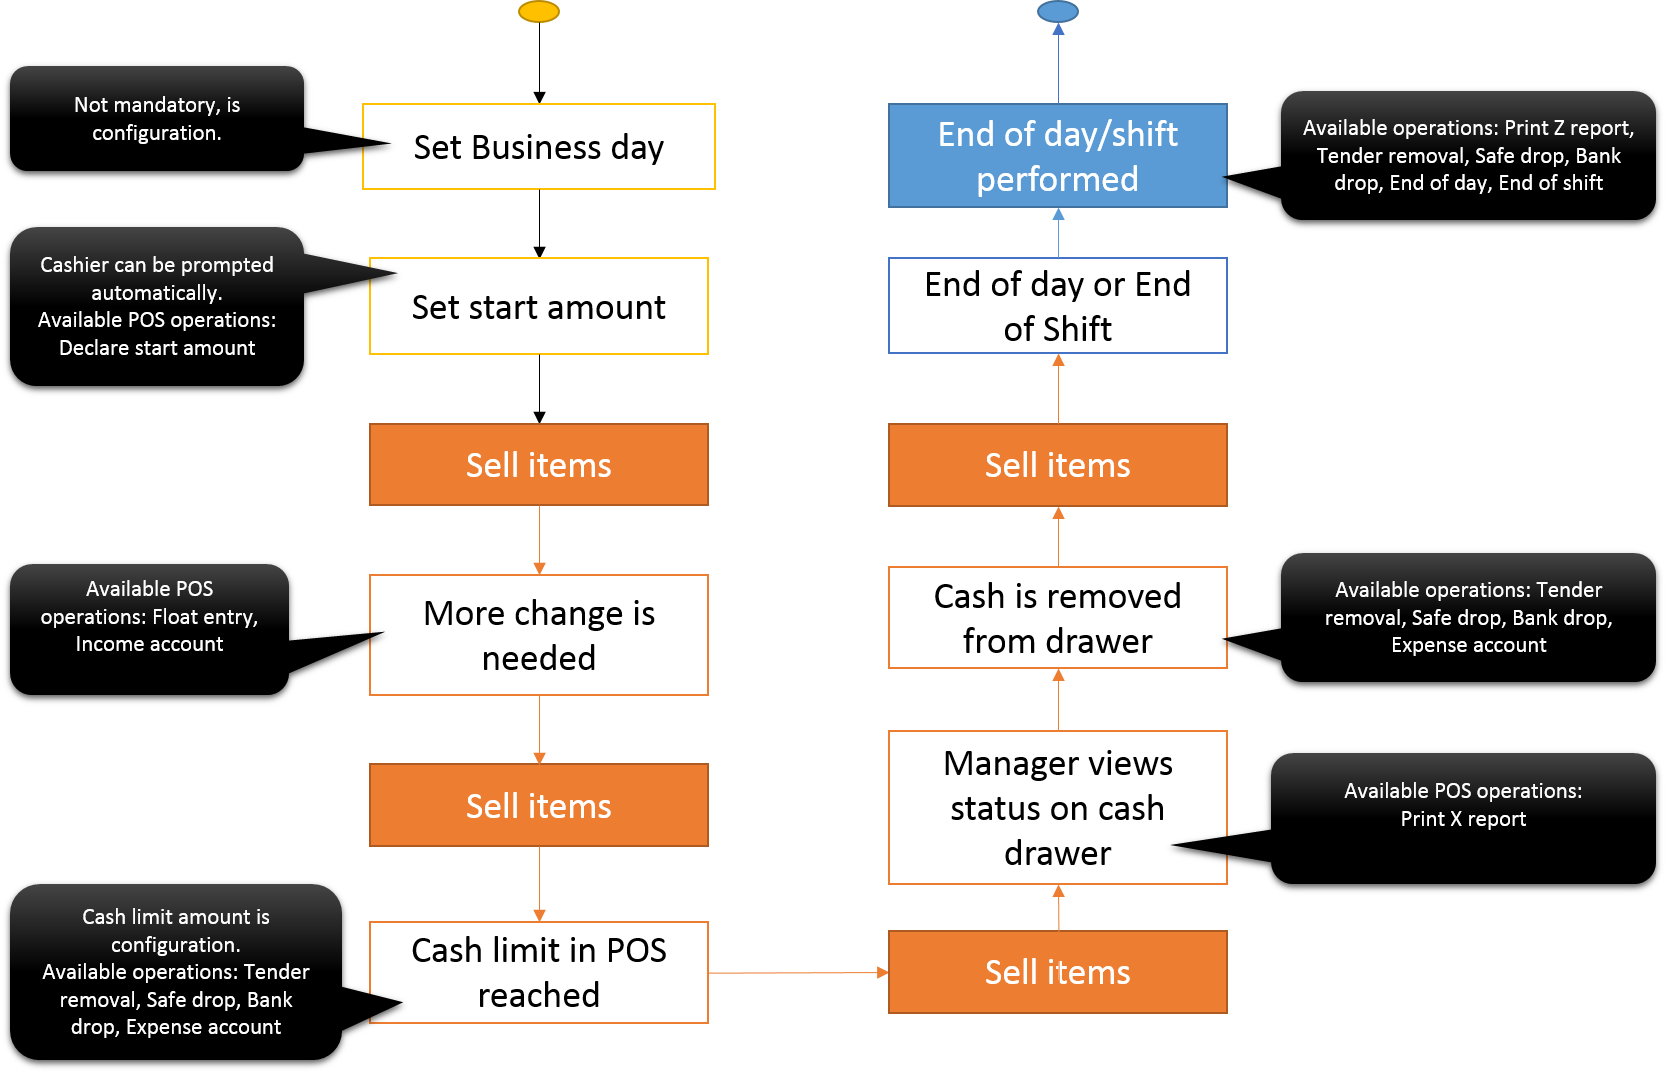 Not mandatory, is
configuration.
Set Business day
Cashier can be prompted
automatically.
Available POS operations:
Declare start amount
Set start amount
Sell items
Available POS
operations: Float entry,
Income account
More change is
needed
Sell items
Cash limit amount is
configuration.
Available operations: Tender
removal, Safe drop, Bank
drop, Expense account
Cash limit in POS
reached
End of day/shift
performed
Available operations: Print Z report,
Tender removal, Safe drop, Bank
drop, End of day, End of shift
End of day or End
of Shift
Sell items
Cash is removed
from drawer
Available operations: Tender
removal, Safe drop, Bank drop,
Expense account
Manager views
status on cash
drawer
Available POS operations:
Print X report
Sell items